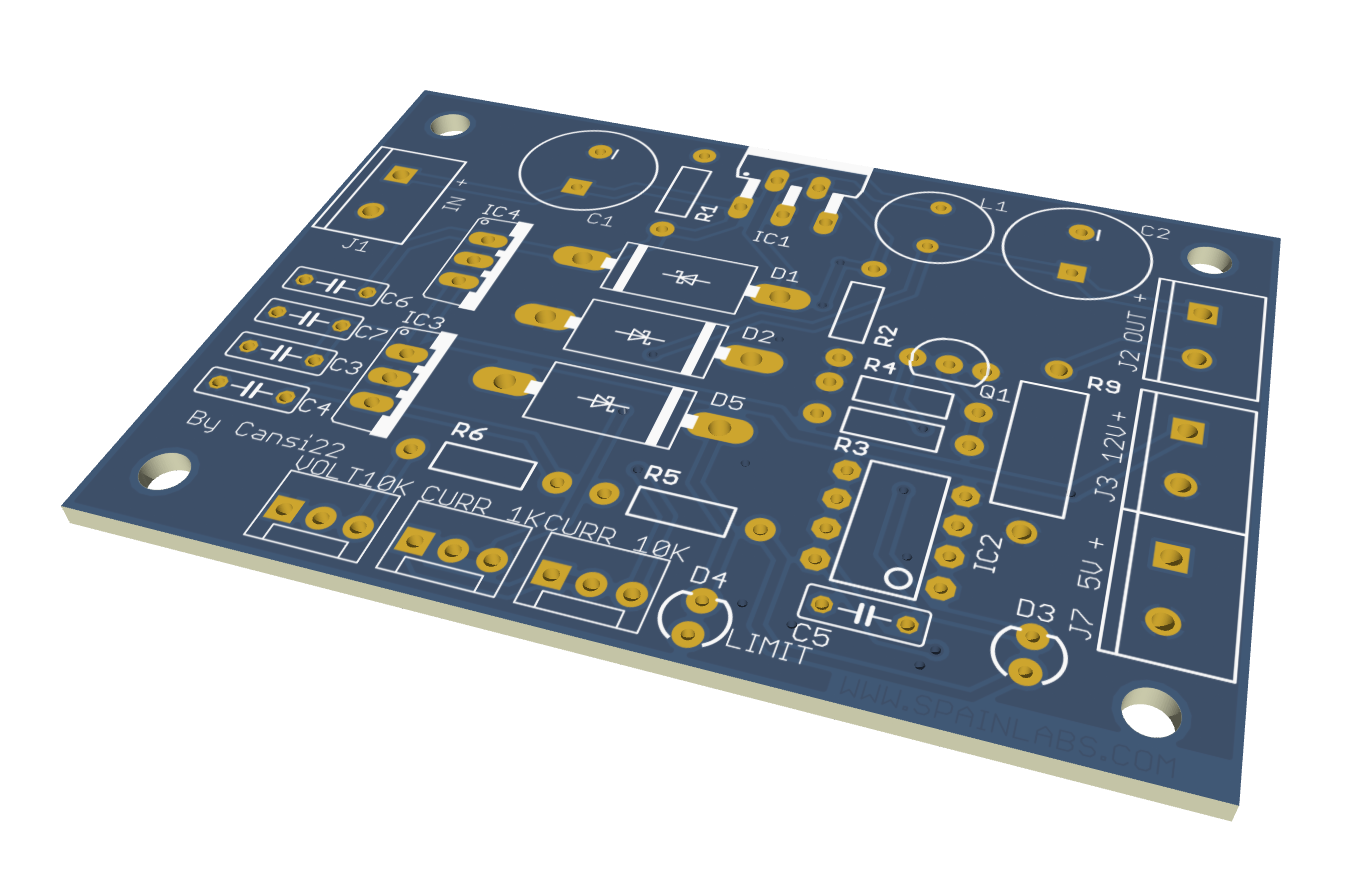 IN +
J1
C1
R1
IC1
L1
C2
IC4
D1
C6
IC3
C7
D2
R2
J2 OUT +
C3
R4
Q1
R9
C4
D5
J3 12V+
By Cansi22
R6
R3
VOLT10K
CURR 1K
CURR 10K
R5
IC2
5V +
J7
D4
D3
C5
LIMIT
WWW.SPAINLABS.COM